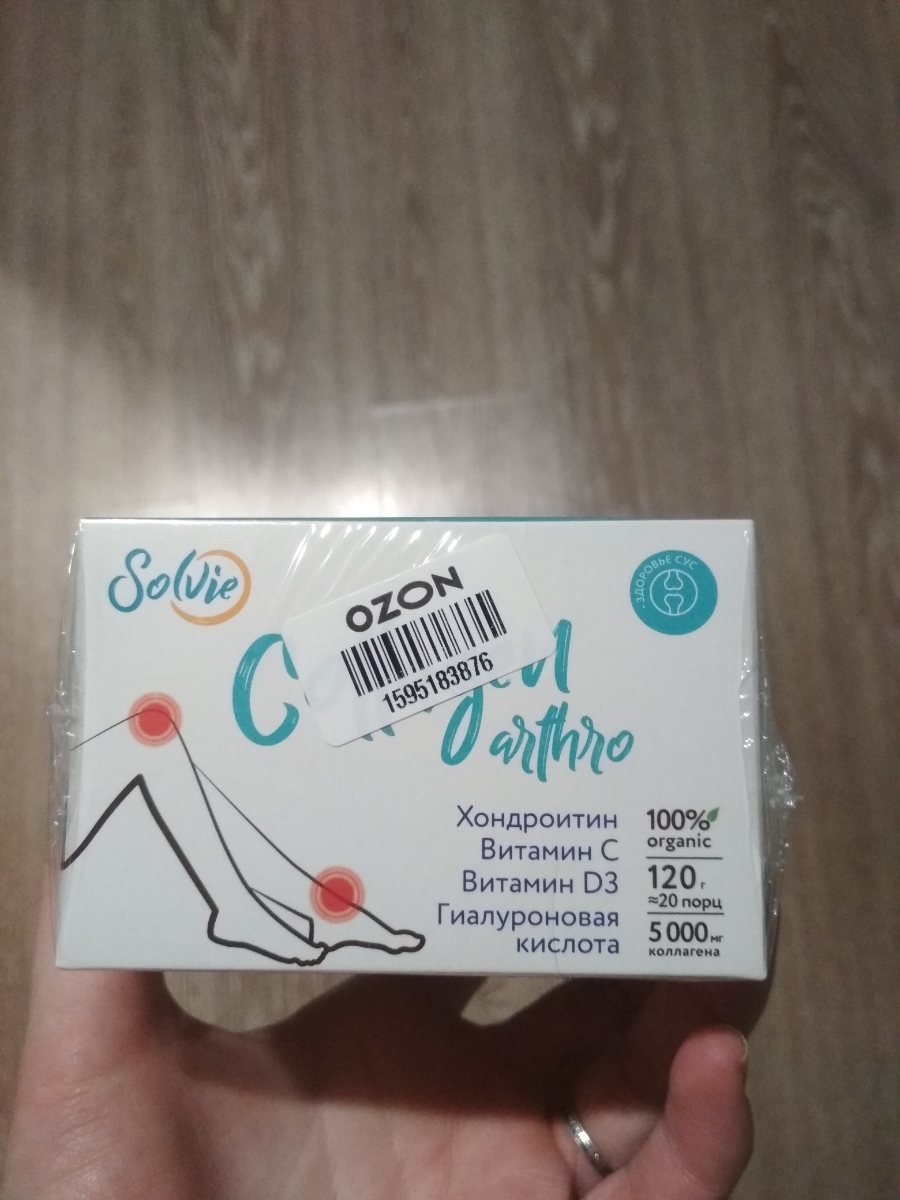 Solvie
.ЗДОРОВЬЕ СУС
OZON
1595183876
arthro
Хондроитин
Витамин С
Витамин D3
Гиалуроновая
кислота
100%
organic
120 г
≈20 порц
5 000 мг
коллагена